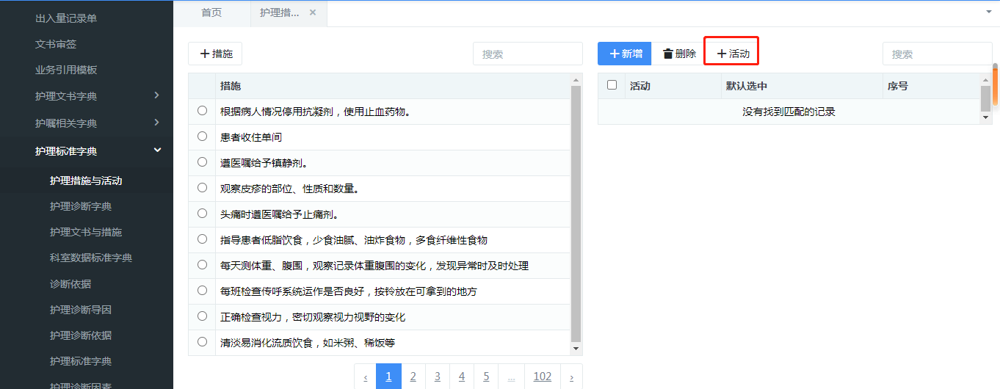 出入量记录单
文书审签
业务引用模板
护理文书字典
护嘱相关字典
护理标准字典
护理措施与活动
护理诊断字典
护理文书与措施
科室数据标准字典
诊断依据
护理诊断导因
护理诊断依据
护理标准字典
护理诊断因素
首页
护理措...
措施
搜索
措施
根据病人情况停用抗凝剂，使用止血药物。
患者收住单间
遵医嘱给予镇静剂。
观察皮疹的部位、性质和数量。
头痛时遵医嘱给予止痛剂。
指导患者低脂饮食，少食油腻、油炸食物，多食纤维性食物
每天测体重、腹围，观察记录体重腹围的变化，发现异常时及时处理
每班检查传呼系统运作是否良好，按铃放在可拿到的地方
正确检查视力，密切观察视力视野的变化
清淡易消化流质饮食，如米粥、稀饭等
‹ 1 2 3 4 5 ... 102 ›
新增 删除 活动
搜索
活动 默认选中 序号
没有找到匹配的记录